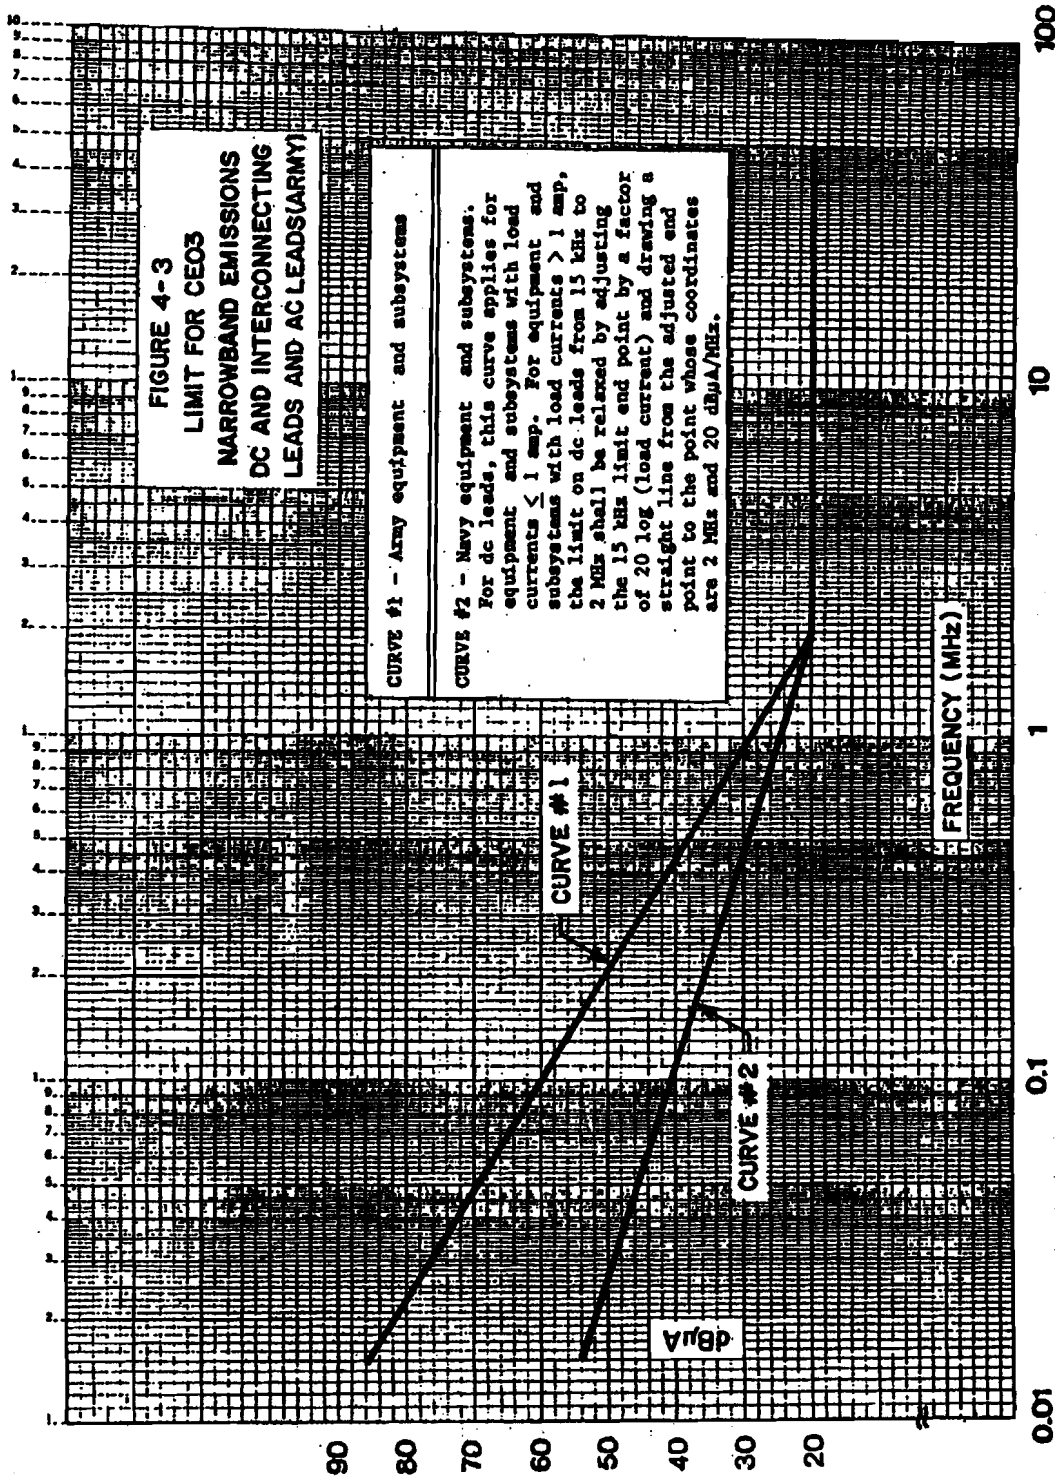 FIGURE 4-3
LIMIT FOR CE03
NARROWBAND EMISSIONS
DC AND INTERCONNECTING
LEADS AND AC LEADS(ARMY)
CURVE #1 - Army equipment and subsystems
CURVE #2 - Navy equipment and subsystems.
For dc leads, this curve applies for
equipment and subsystems with load
currents ≤ 1 amp. For equipment and
subsystems with load currents > 1 amp,
the limit on dc leads from 15 kHz to
2 MHz shall be relaxed by adjusting
the 15 kHz limit end point by a factor
of 20 log (load current) and drawing a
straight line from the adjusted end
point to the point whose coordinates
are 2 MHz and 20 dBµA/MHz.
CURVE #1
CURVE #2
dBµA
90
80
70
60
50
40
30
20
FREQUENCY (MHz)
0.01
0.1
1
10
100